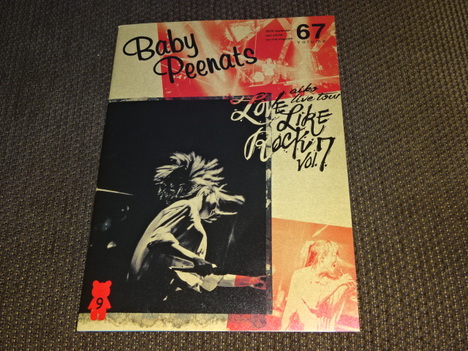 Baby
Peenats
67
aiko
Love live tour
Like
Rock
vol.7
9